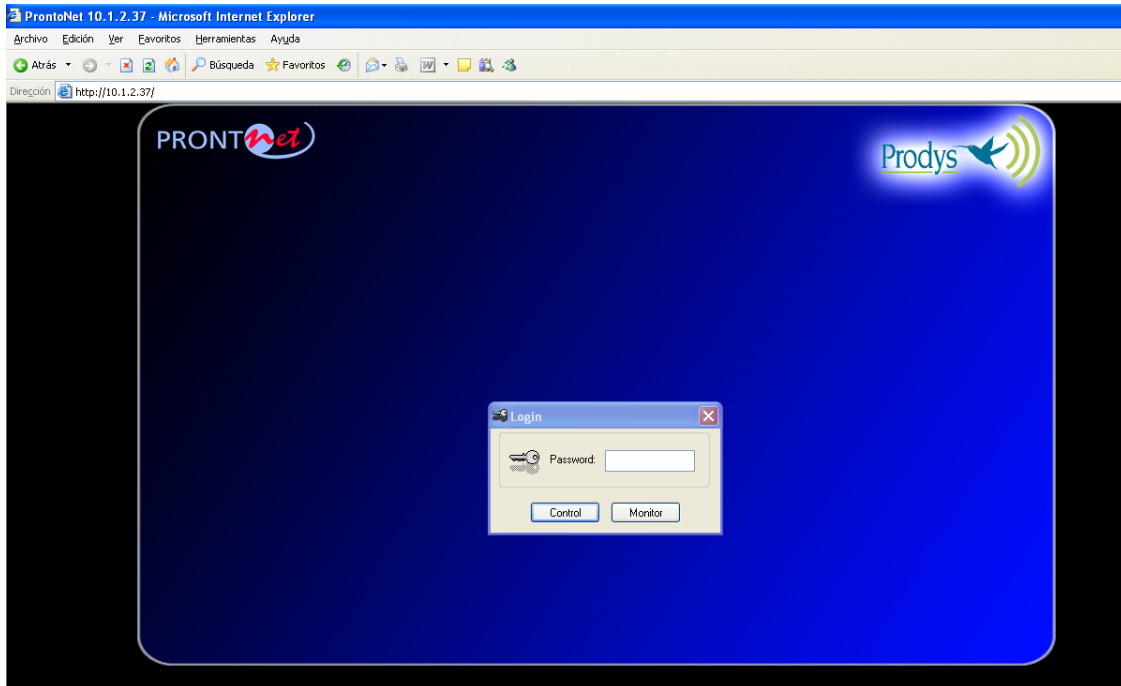 ProntoNet 10.1.2.37 - Microsoft Internet Explorer
Archivo Edición Ver Favoritos Herramientas Ayuda
Atrás Búsqueda Favoritos
Dirección http://10.1.2.37/
PRONTnet
Prodys
Login
Password:
Control Monitor